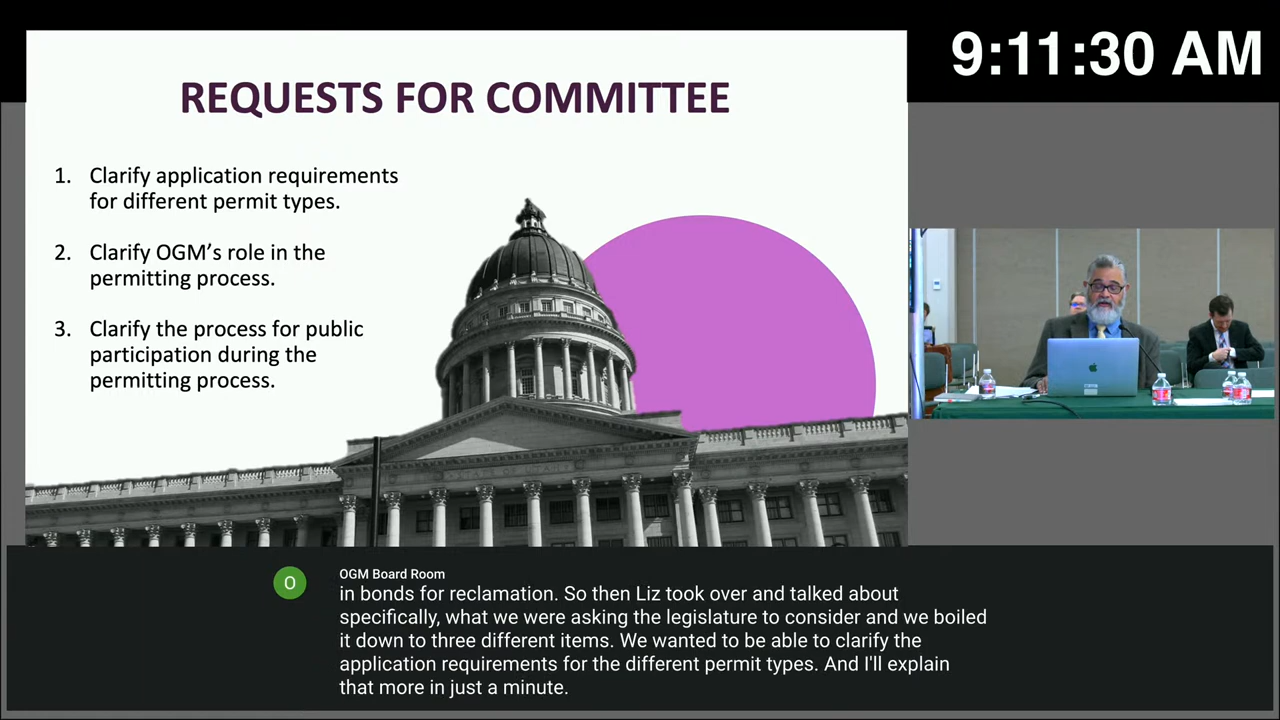 9:11:30 AM
REQUESTS FOR COMMITTEE
1. Clarify application requirements
for different permit types.
2. Clarify OGM's role in the
permitting process.
3. Clarify the process for public
participation during the
permitting process.
O
OGM Board Room
in bonds for reclamation. So then Liz took over and talked about
specifically, what we were asking the legislature to consider and we boiled
it down to three different items. We wanted to be able to clarify the
application requirements for the different permit types. And I'll explain
that more in just a minute.